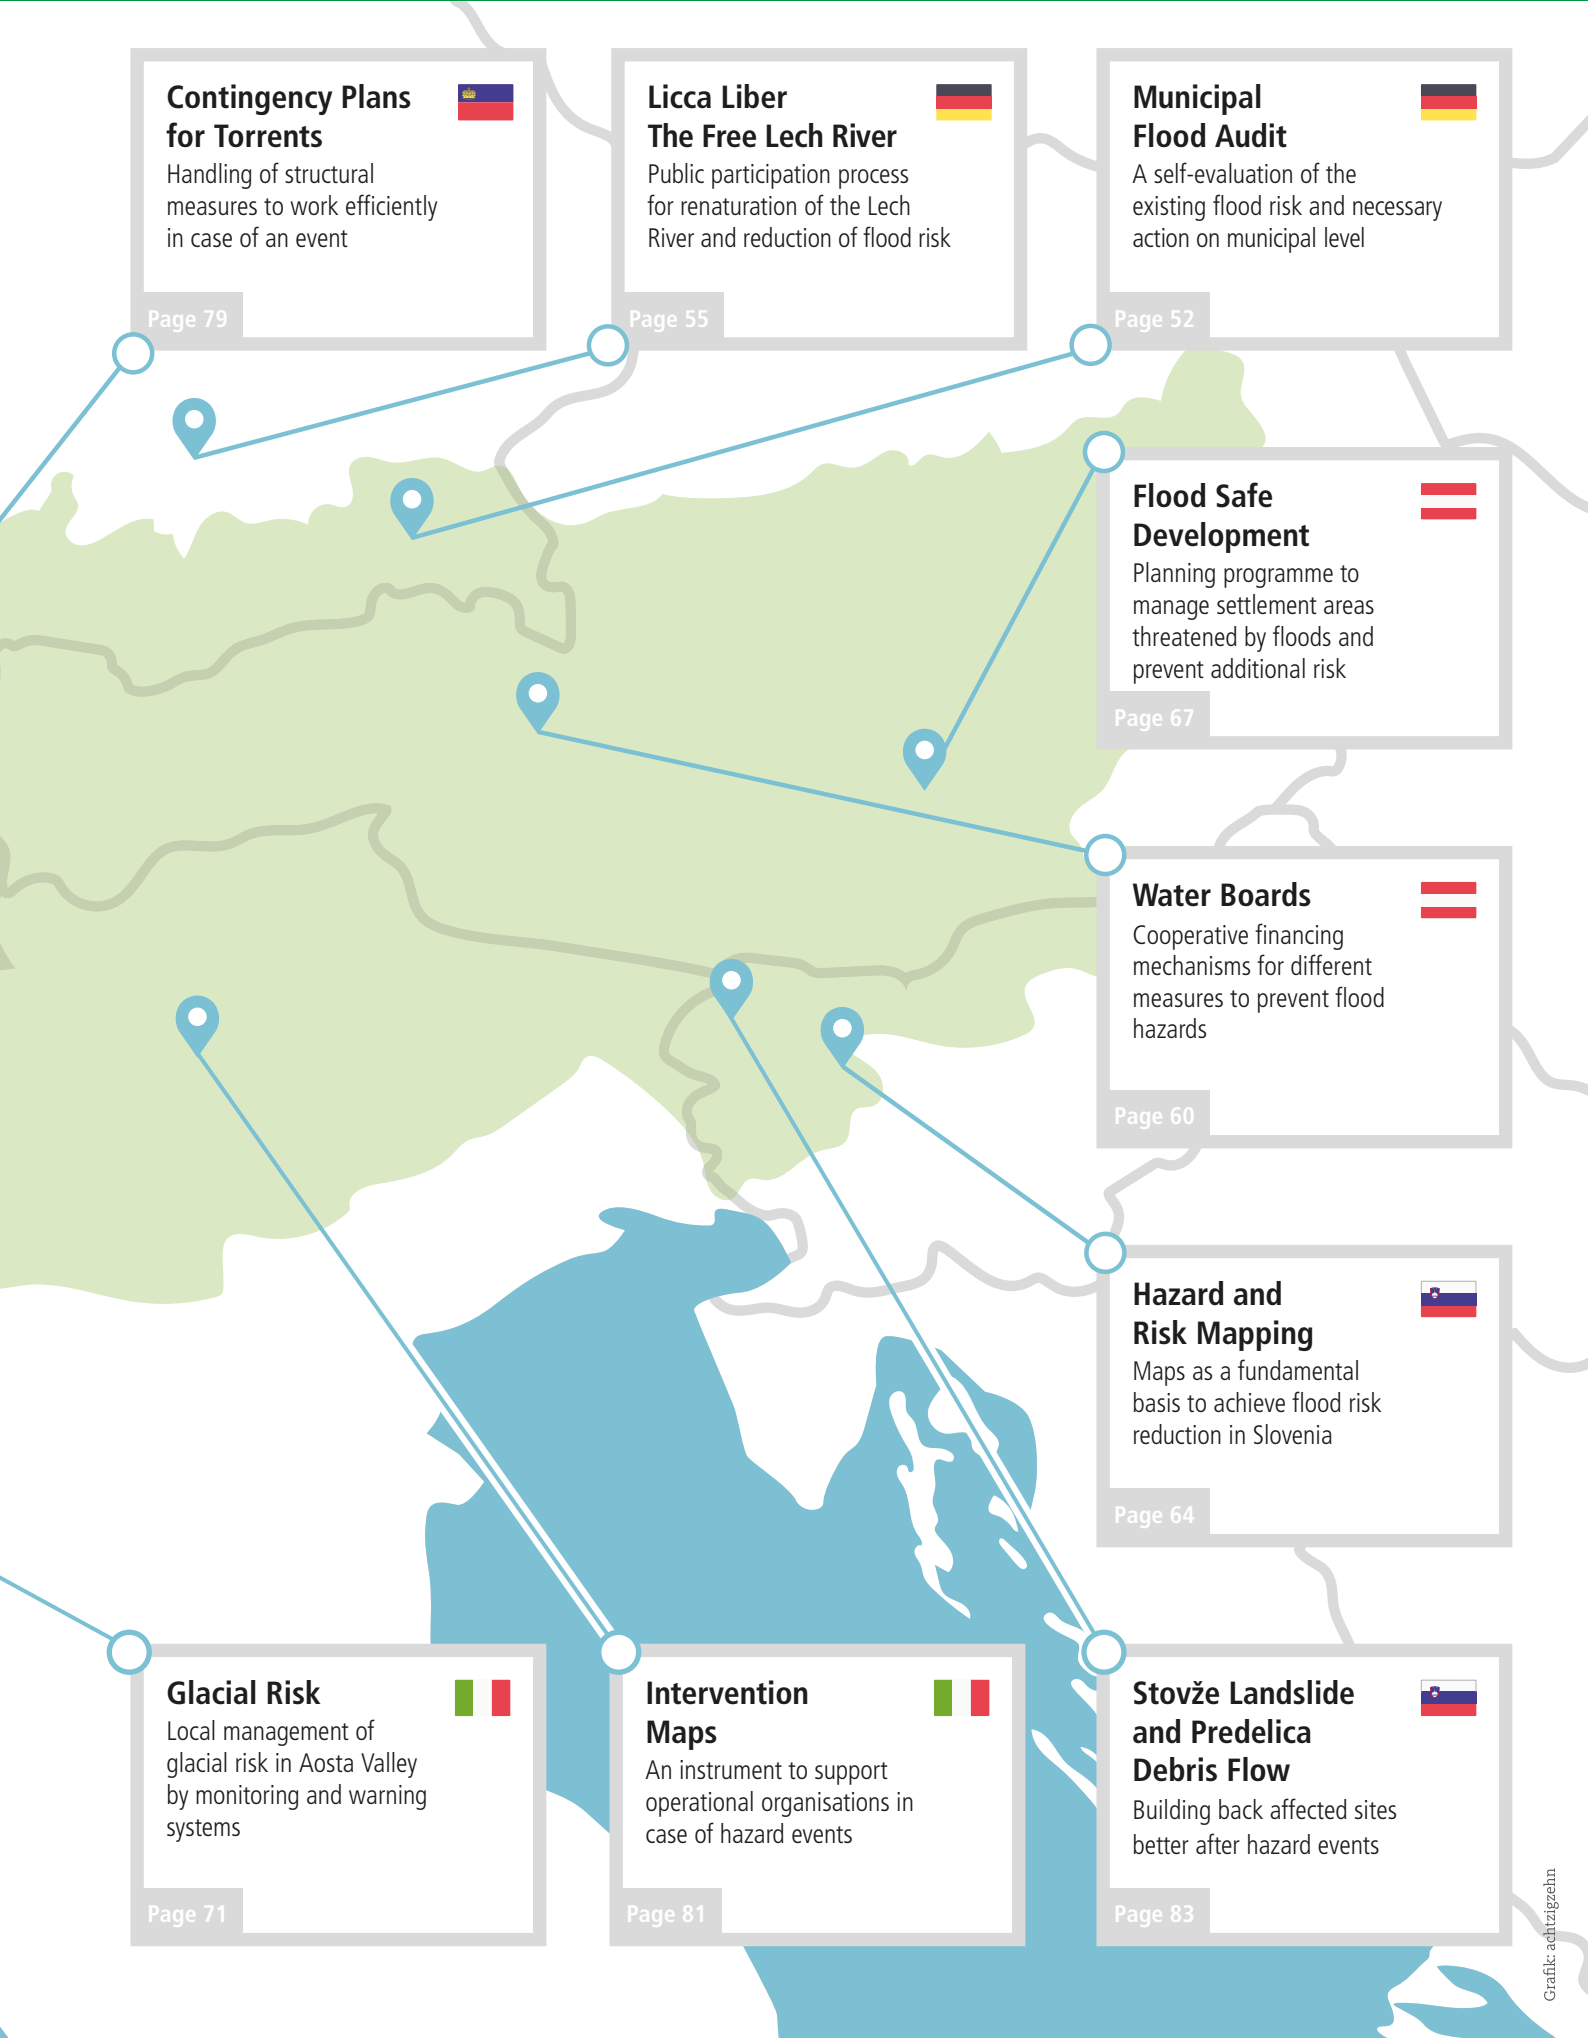 Contingency Plans
for Torrents
Handling of structural
measures to work efficiently
in case of an event
Page 79
Licca Liber
The Free Lech River
Public participation process
for renaturation of the Lech
River and reduction of flood risk
Page 55
Municipal
Flood Audit
A self-evaluation of the
existing flood risk and necessary
action on municipal level
Page 52
Flood Safe
Development
Planning programme to
manage settlement areas
threatened by floods and
prevent additional risk
Page 67
Water Boards
Cooperative financing
mechanisms for different
measures to prevent flood
hazards
Page 60
Hazard and
Risk Mapping
Maps as a fundamental
basis to achieve flood risk
reduction in Slovenia
Page 64
Glacial Risk
Local management of
glacial risk in Aosta Valley
by monitoring and warning
systems
Page 71
Intervention
Maps
An instrument to support
operational organisations in
case of hazard events
Page 81
Stovže Landslide
and Predelica
Debris Flow
Building back affected sites
better after hazard events
Page 83
Grafik: achtzigzehn